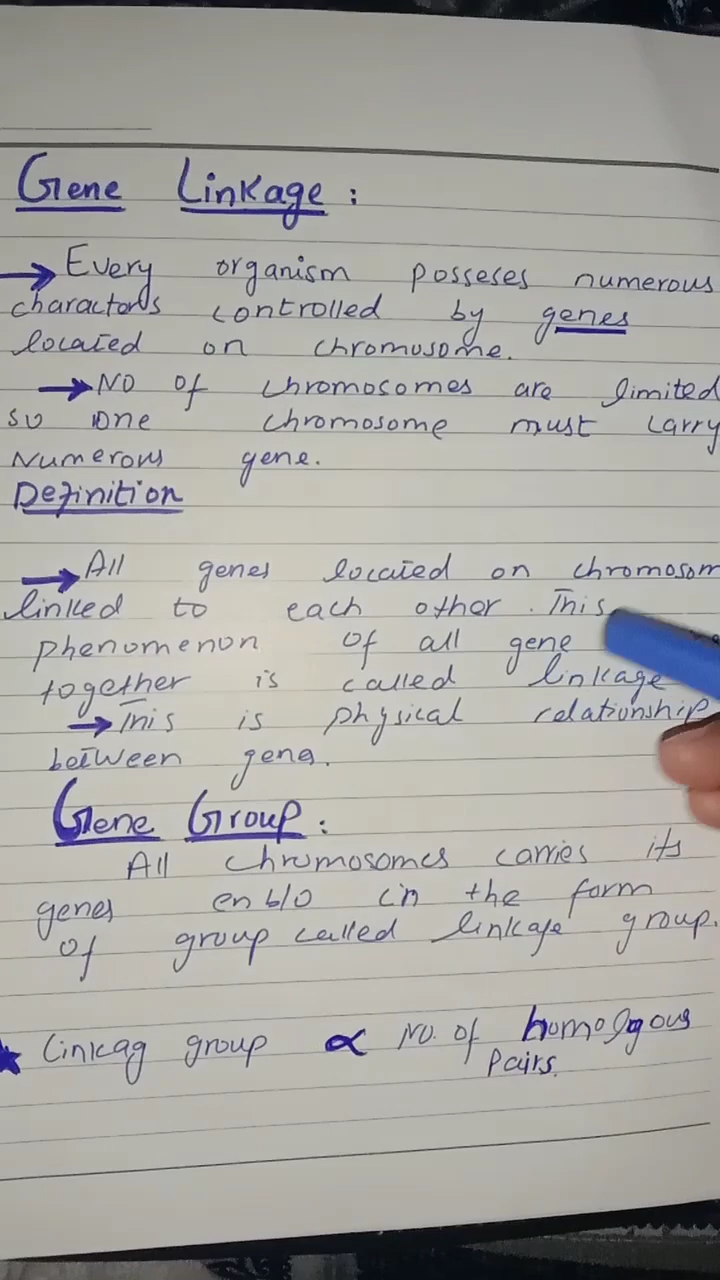 Gene Linkage :
→ Every organism posseses numerous
charactors controlled by genes
located on chromosome.
→ No of chromosomes are limited
so one chromosome must carry
Numerous gene.
Definition
→ All genes located on chromosom
linked to each other. This
phenomenon of all gene
together is called linkage
→ This is physical relationship
between gene.
Gene Group :
All chromosomes carries its
genes enblo in the form
of group called linkage group.
★ Linkag group ∝ No. of homologous
pairs.